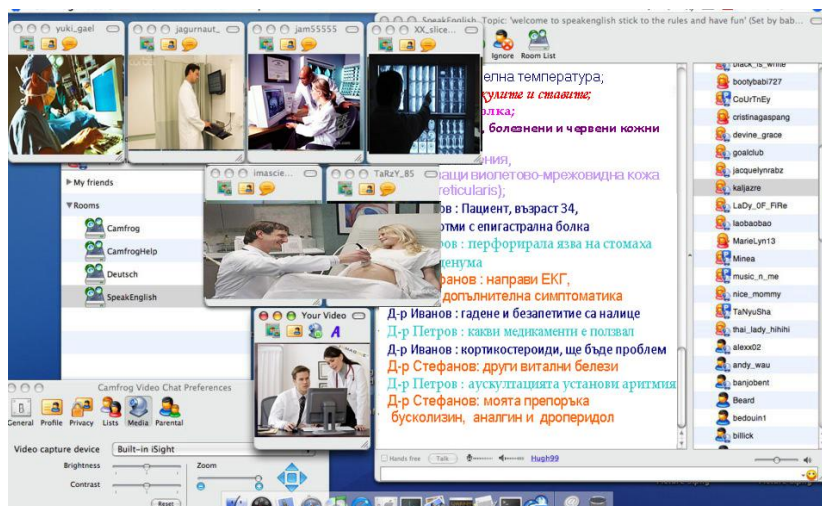 SpeakEnglish Topic: 'welcome to speakenglish stick to the rules and have fun' (Set by bab...
yuki_gael
jagurnaut_
jam55555
XX_slice...
Ignore
Room List
елна температура;
кулите и ставите;
олка;
, болезнени и червени кожни
ения,
ващи виолетово-мрежовидна кожа
reticularis);
ов : Пациент, възраст 34,
отми с епигастрална болка
ров : перфорирала язва на стомаха
денума
ефанов : направи ЕКГ,
допълнителна симптоматика
Д-р Иванов : гадене и безапетитие са налице
Д-р Петров : какви медикаменти е ползвал
Д-р Иванов : кортикостероиди, ще бъде проблем
Д-р Стефанов: други витални белези
Д-р Петров : аускултацията установи аритмия
Д-р Стефанов: моята препоръка
бусколизин, аналгин и дроперидол
imascie...
TaRzY_85
Your Video
My friends
Rooms
Camfrog
CamfrogHelp
Deutsch
SpeakEnglish
Camfrog Video Chat Preferences
General
Profile
Privacy
Lists
Media
Parental
Video capture device
Built-in iSight
Brightness
Zoom
Contrast
Reset
Hands free
Talk
Hugh99
black_is_white
bootybabi727
CoUrTnEy
cristinagaspang
devine_grace
goalclub
jacquelynrabz
kaljazre
LaDy_0F_FiRe
laobaobao
MarieLyn13
Minea
music_n_me
nice_mommy
TaNyuSha
thai_lady_hihihi
alexx02
andy_wau
banjobent
Beard
bedouin1
billick